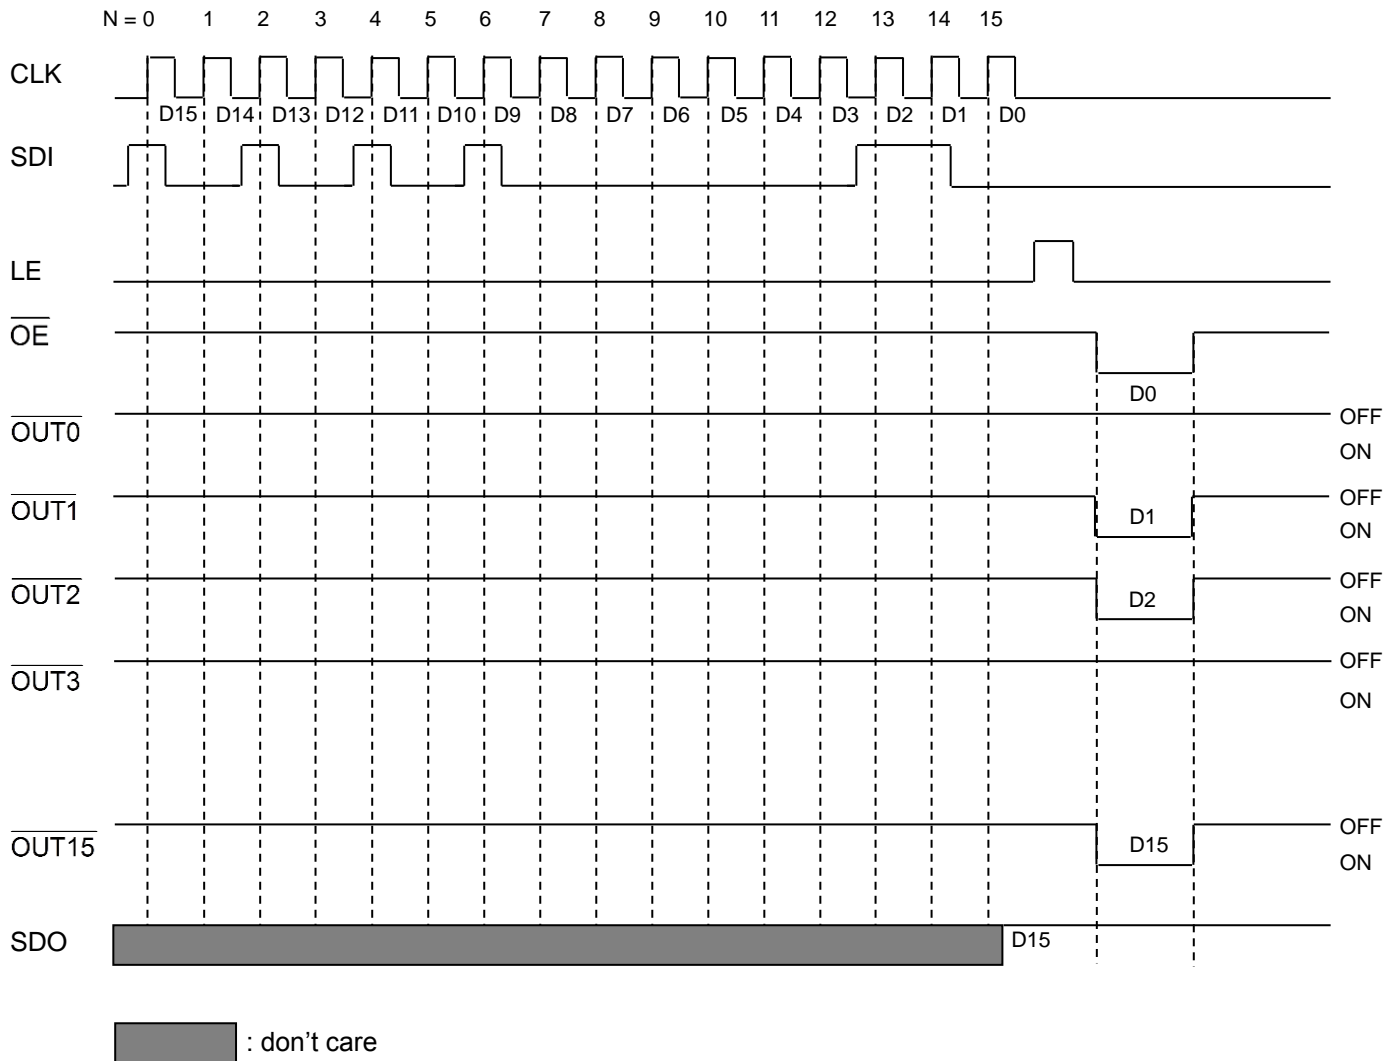 N = 0 1 2 3 4 5 6 7 8 9 10 11 12 13 14 15
CLK
D15 D14 D13 D12 D11 D10 D9 D8 D7 D6 D5 D4 D3 D2 D1 D0
SDI
LE
OE
D0
OUT0
OFF
ON
OUT1
D1
OFF
ON
OUT2
D2
OFF
ON
OUT3
OFF
ON
OUT15
D15
OFF
ON
SDO
D15
: don't care